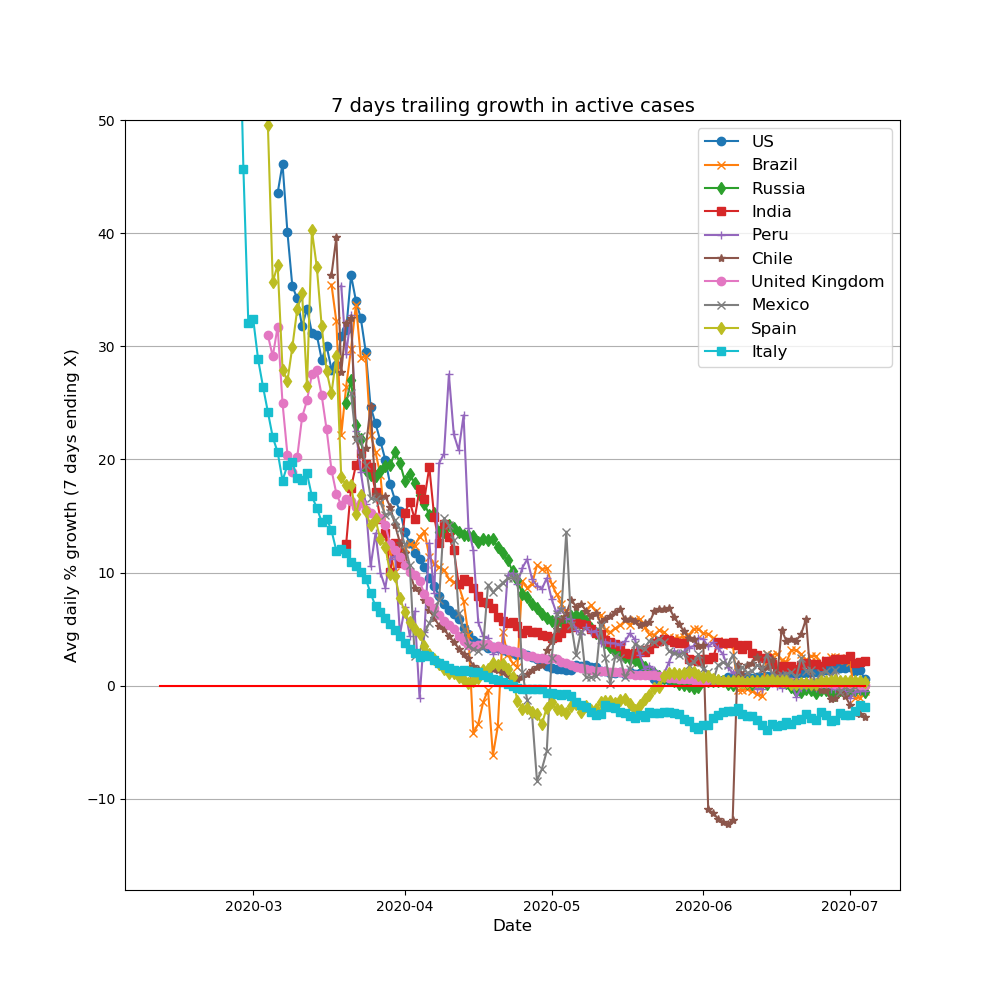 7 days trailing growth in active cases
50
40
30
20
10
0
−10
Avg daily % growth (7 days ending X)
US
Brazil
Russia
India
Peru
Chile
United Kingdom
Mexico
Spain
Italy
2020-03
2020-04
2020-05
2020-06
2020-07
Date